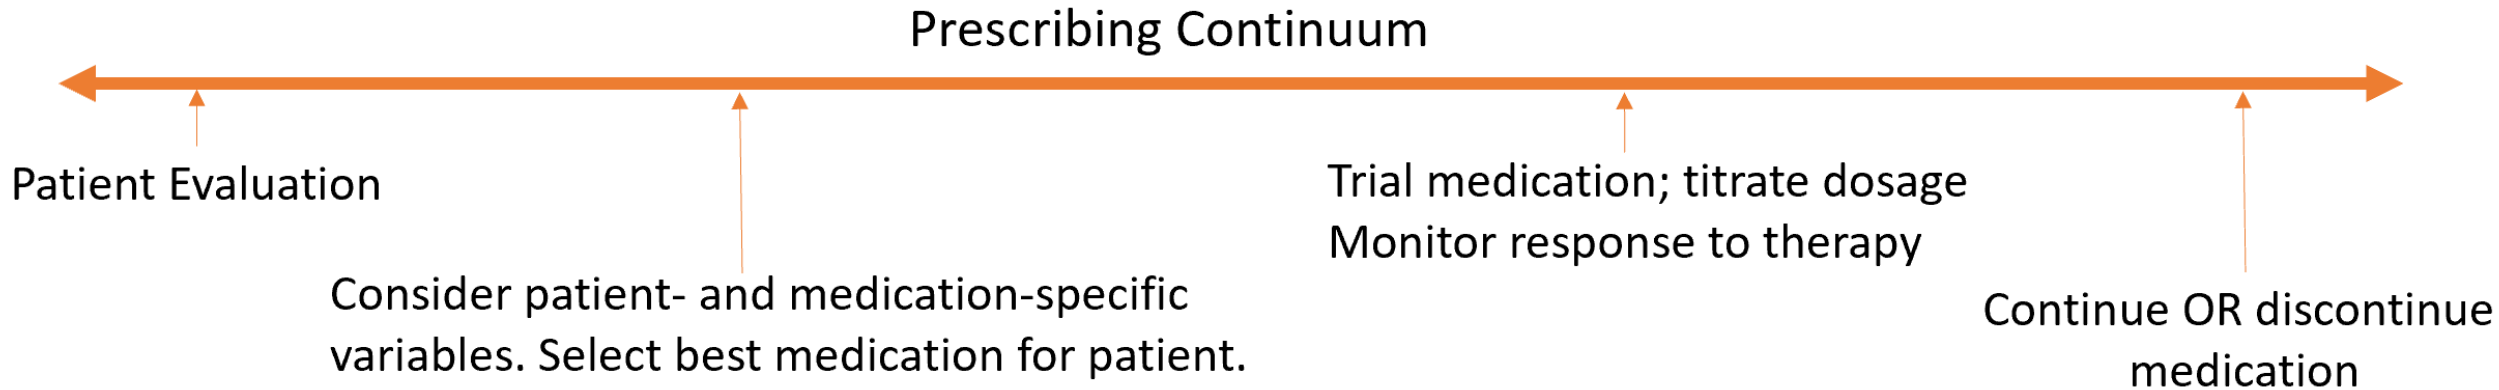 Prescribing Continuum
Patient Evaluation
Consider patient- and medication-specific
variables. Select best medication for patient.
Trial medication; titrate dosage
Monitor response to therapy
Continue OR discontinue
medication